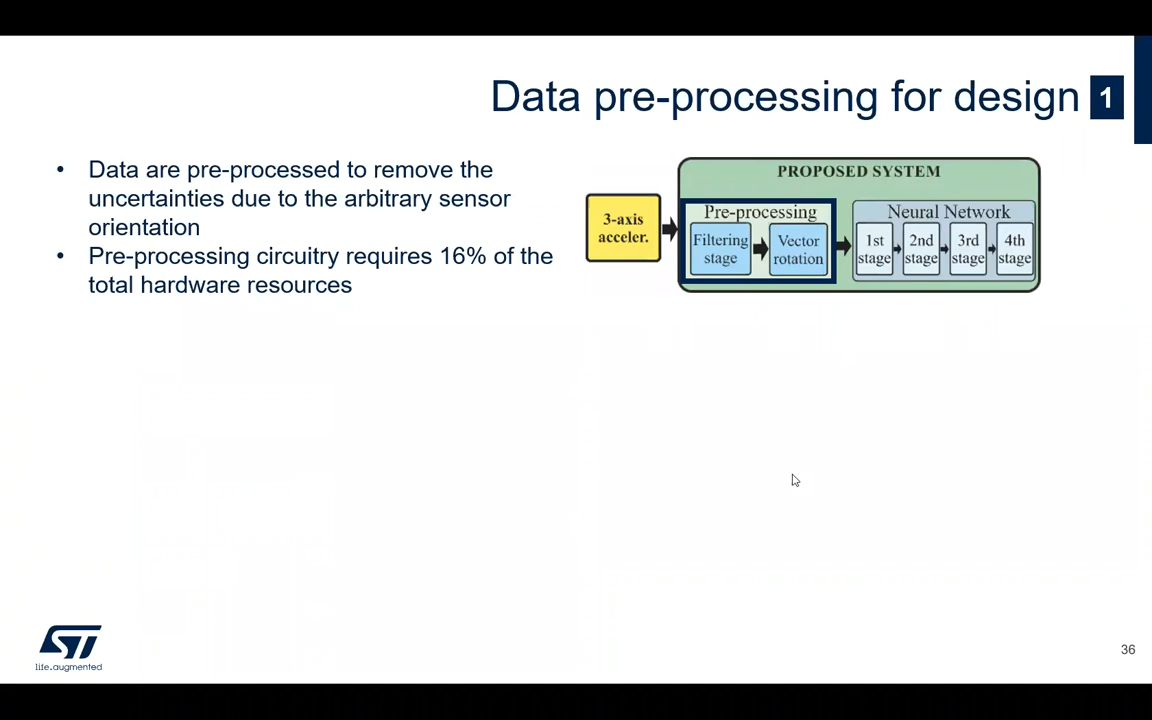 Data pre-processing for design 1
• Data are pre-processed to remove the
uncertainties due to the arbitrary sensor
orientation
• Pre-processing circuitry requires 16% of the
total hardware resources
PROPOSED SYSTEM
3-axis
acceler.
Pre-processing
Filtering
stage
Vector
rotation
Neural Network
1st
stage
2nd
stage
3rd
stage
4th
stage
ST
life.augmented
36